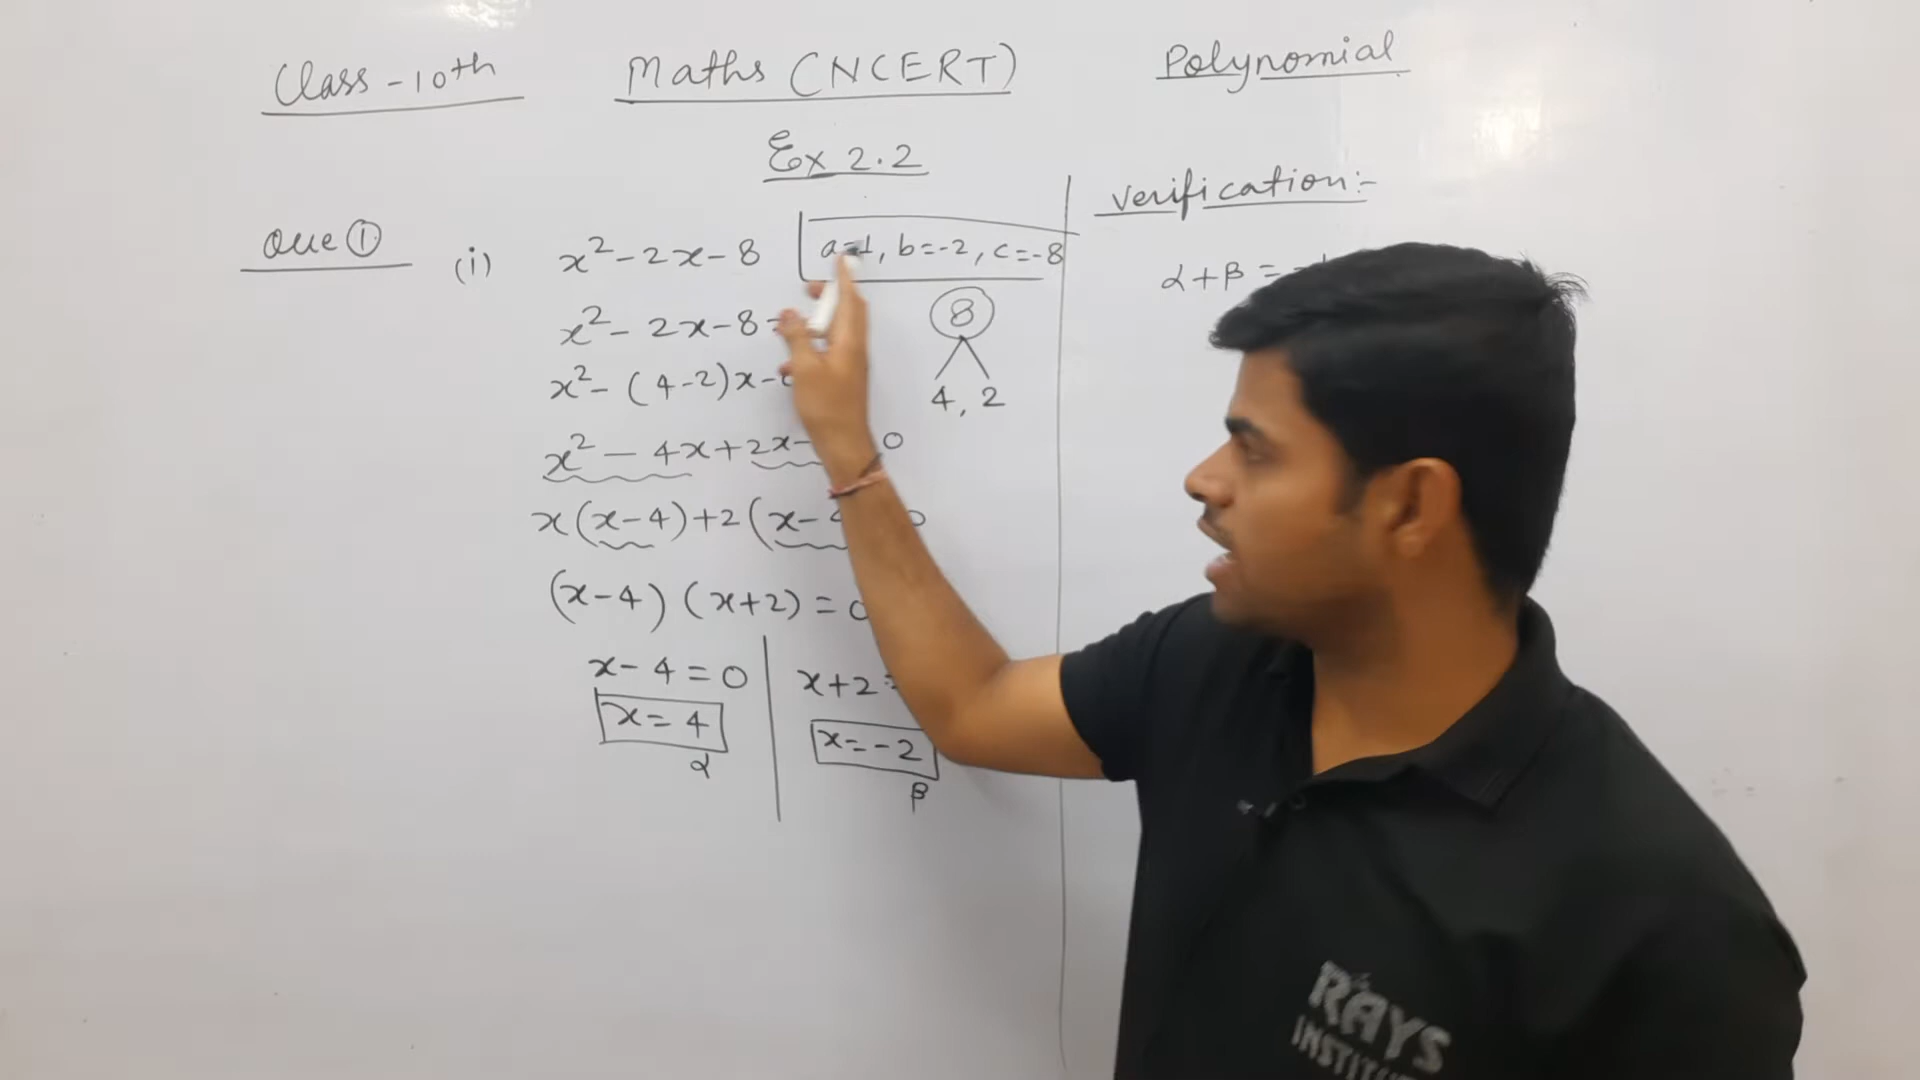 Class - 10th
Maths (NCERT)
Polynomial
Ex 2.2
Que ①
(i) x² - 2x - 8
a=1, b=-2, c=-8
x² - 2x - 8
8
4, 2
x² - (4-2)x -
x² - 4x + 2x - 0
x(x-4) + 2(x-4 0
(x-4) (x+2) = 0
x - 4 = 0
x = 4
α
x + 2 =
x = -2
β
Verification:-
α + β = -
RAYS